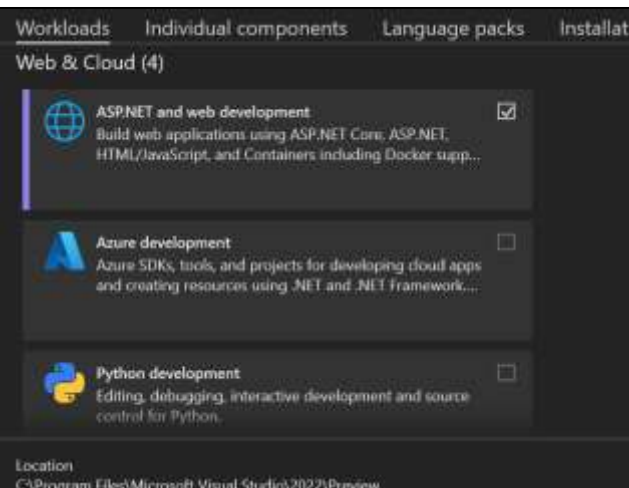 Workloads Individual components Language packs Installat
Web & Cloud (4)
ASP.NET and web development
Build web applications using ASP.NET Core, ASP.NET,
HTML/JavaScript, and Containers including Docker supp...
Azure development
Azure SDKs, tools, and projects for developing cloud apps
and creating resources using .NET and .NET Framework....
Python development
Editing, debugging, interactive development and source
control for Python.
Location
C:\Program Files\Microsoft Visual Studio\2022\Preview